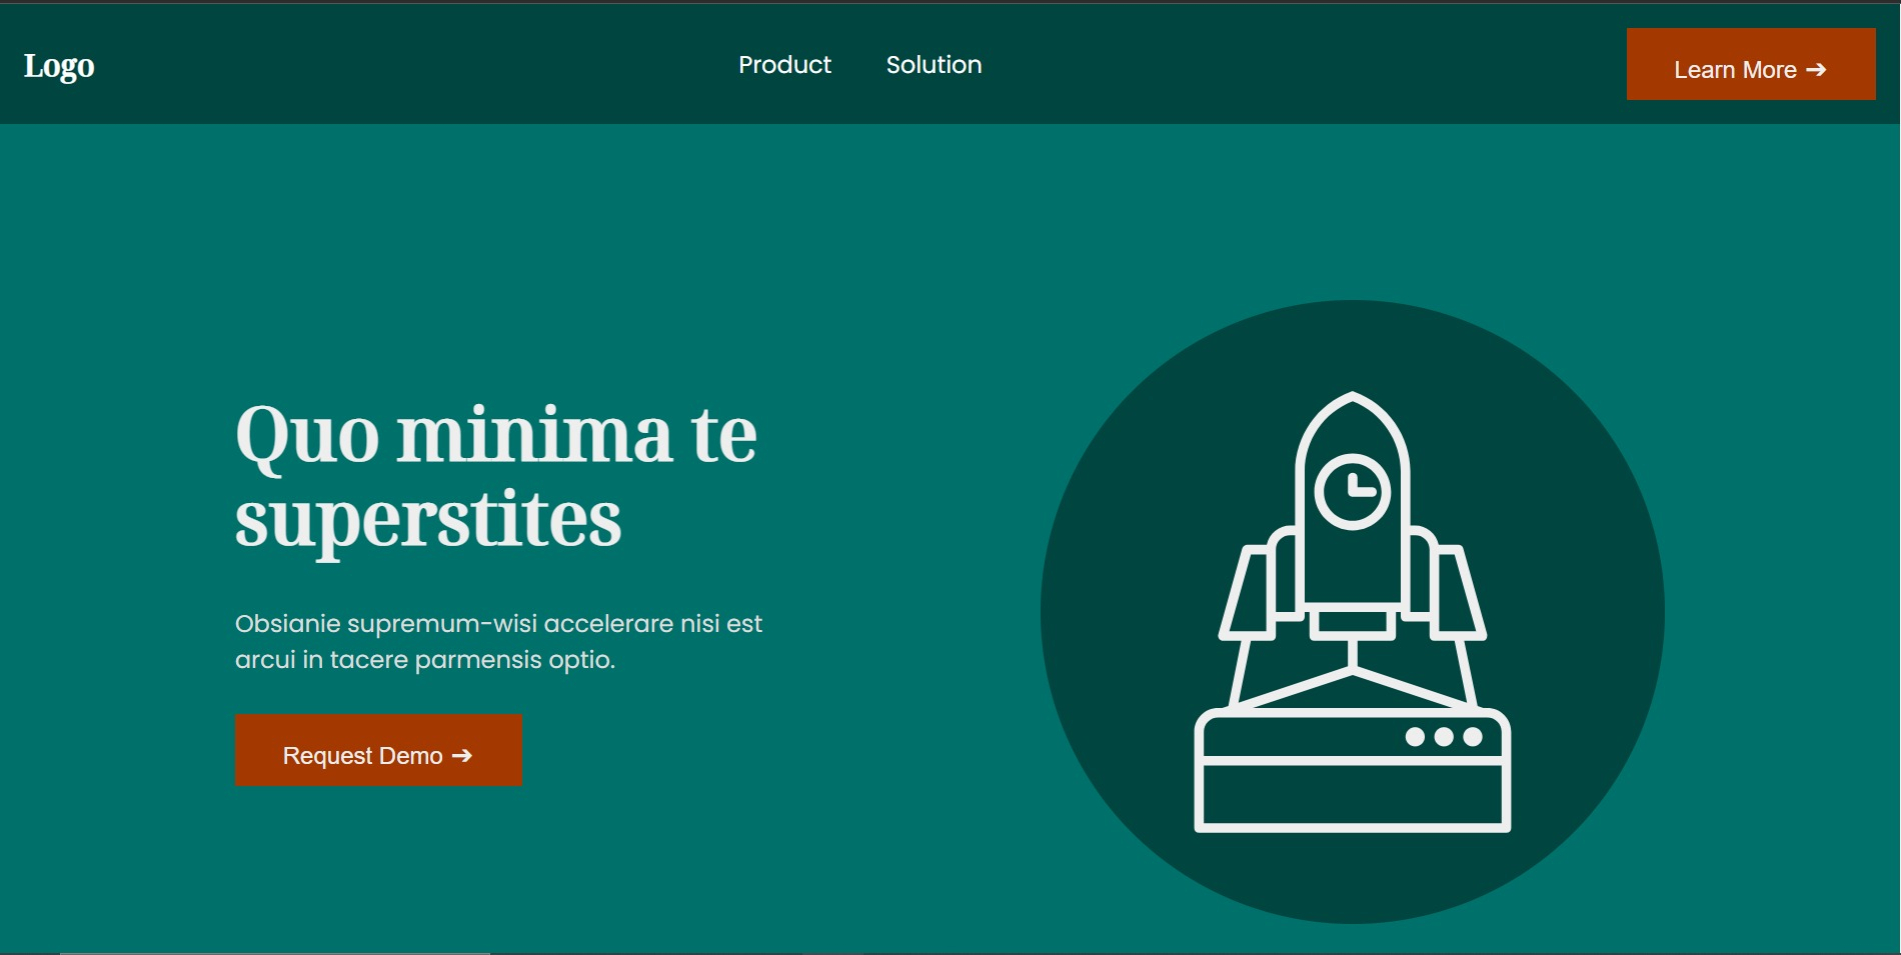 Logo
Product
Solution
Learn More ➔
Quo minima te
superstites
Obsianie supremum-wisi accelerare nisi est
arcui in tacere parmensis optio.
Request Demo ➔